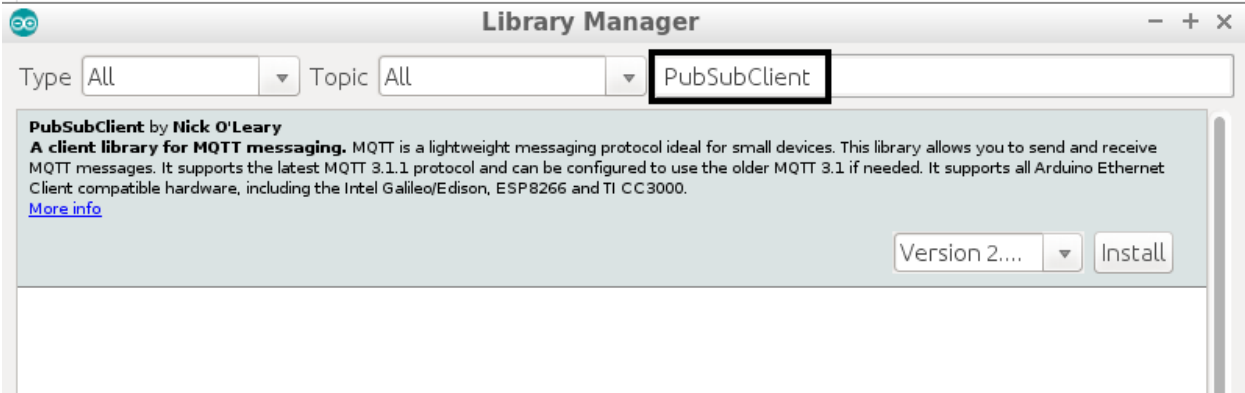 Library Manager
Type All Topic All PubSubClient
PubSubClient by Nick O'Leary
A client library for MQTT messaging. MQTT is a lightweight messaging protocol ideal for small devices. This library allows you to send and receive
MQTT messages. It supports the latest MQTT 3.1.1 protocol and can be configured to use the older MQTT 3.1 if needed. It supports all Arduino Ethernet
Client compatible hardware, including the Intel Galileo/Edison, ESP8266 and TI CC3000.
More info
Version 2.... Install